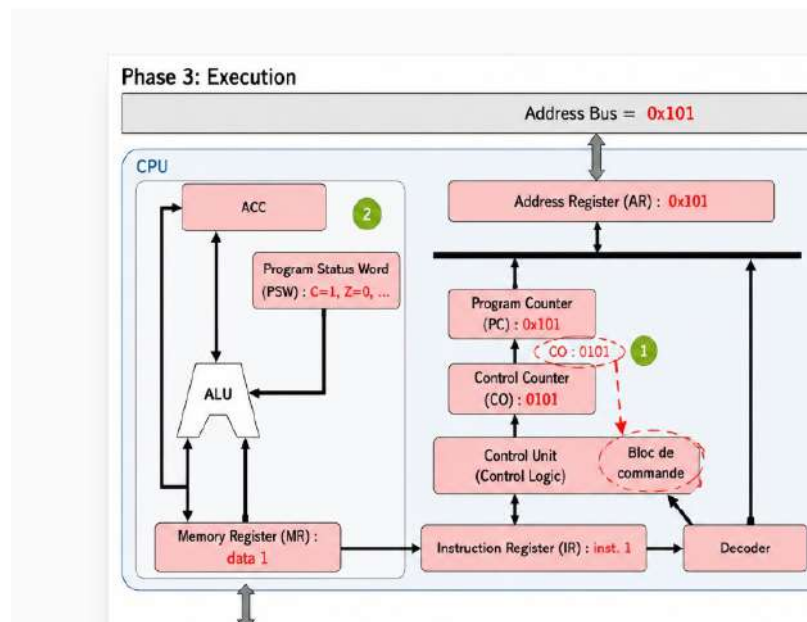 Phase 3: Execution
Address Bus = 0x101
CPU
ACC
2
Address Register (AR) : 0x101
Program Status Word
(PSW) : C=1, Z=0, ...
Program Counter
(PC) : 0x101
CO : 0101
1
ALU
Control Counter
(CO) : 0101
Control Unit
(Control Logic)
Bloc de
commande
Memory Register (MR) :
data 1
Instruction Register (IR) : inst. 1
Decoder